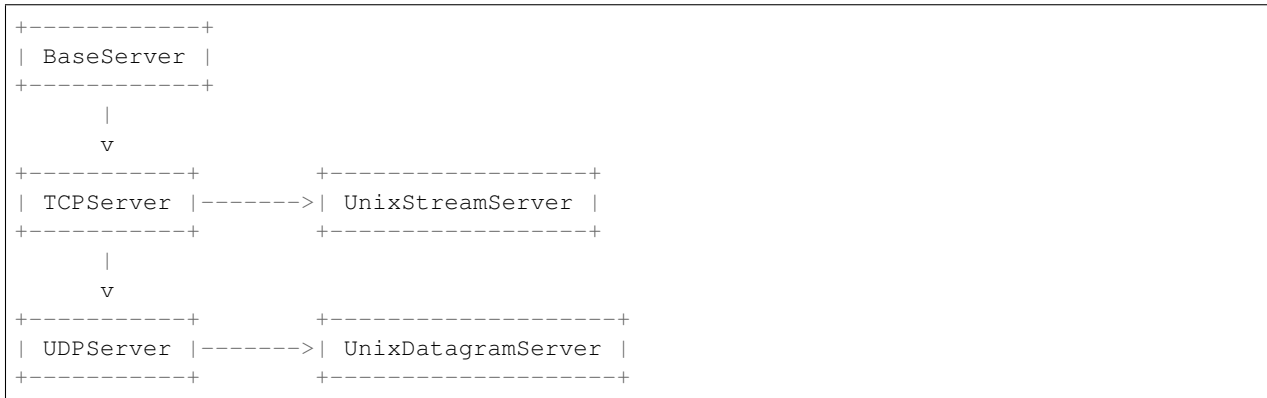 +------------+
| BaseServer |
+------------+
      |
      v
+-----------+        +------------------+
| TCPServer |------->| UnixStreamServer |
+-----------+        +------------------+
      |
      v
+-----------+        +--------------------+
| UDPServer |------->| UnixDatagramServer |
+-----------+        +--------------------+